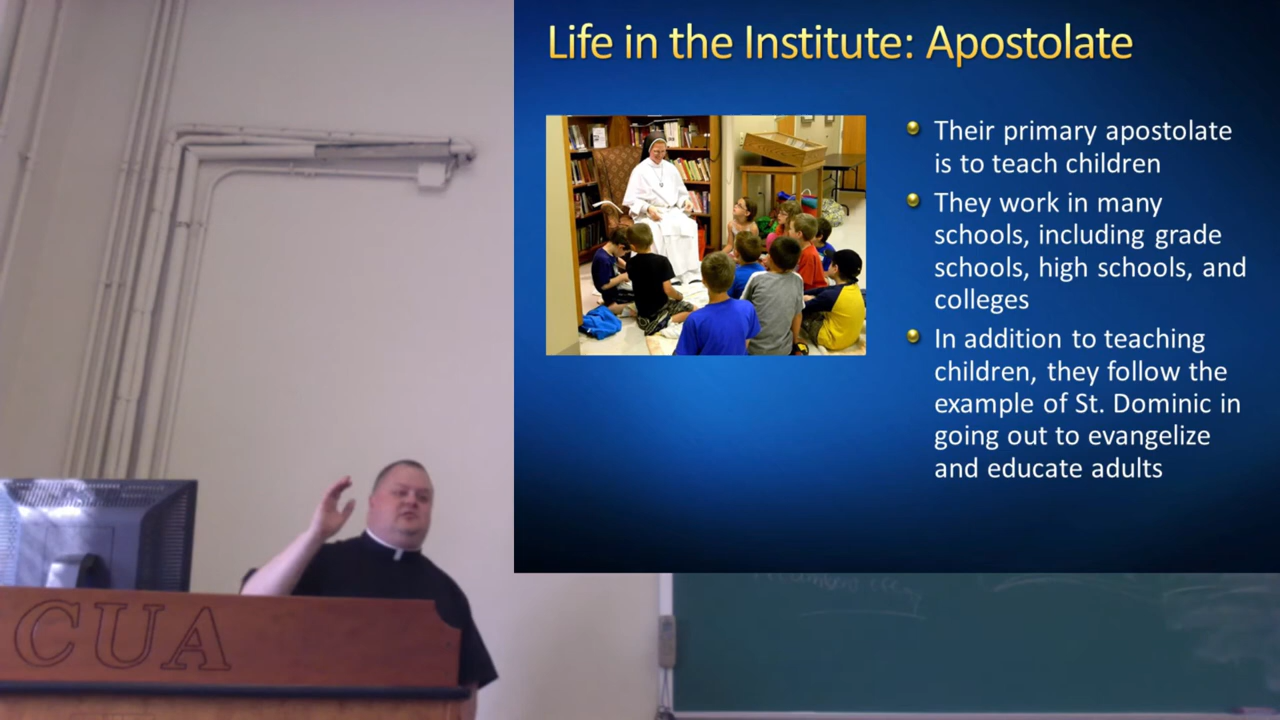 Life in the Institute: Apostolate
Their primary apostolate
is to teach children
They work in many
schools, including grade
schools, high schools, and
colleges
In addition to teaching
children, they follow the
example of St. Dominic in
going out to evangelize
and educate adults
CUA